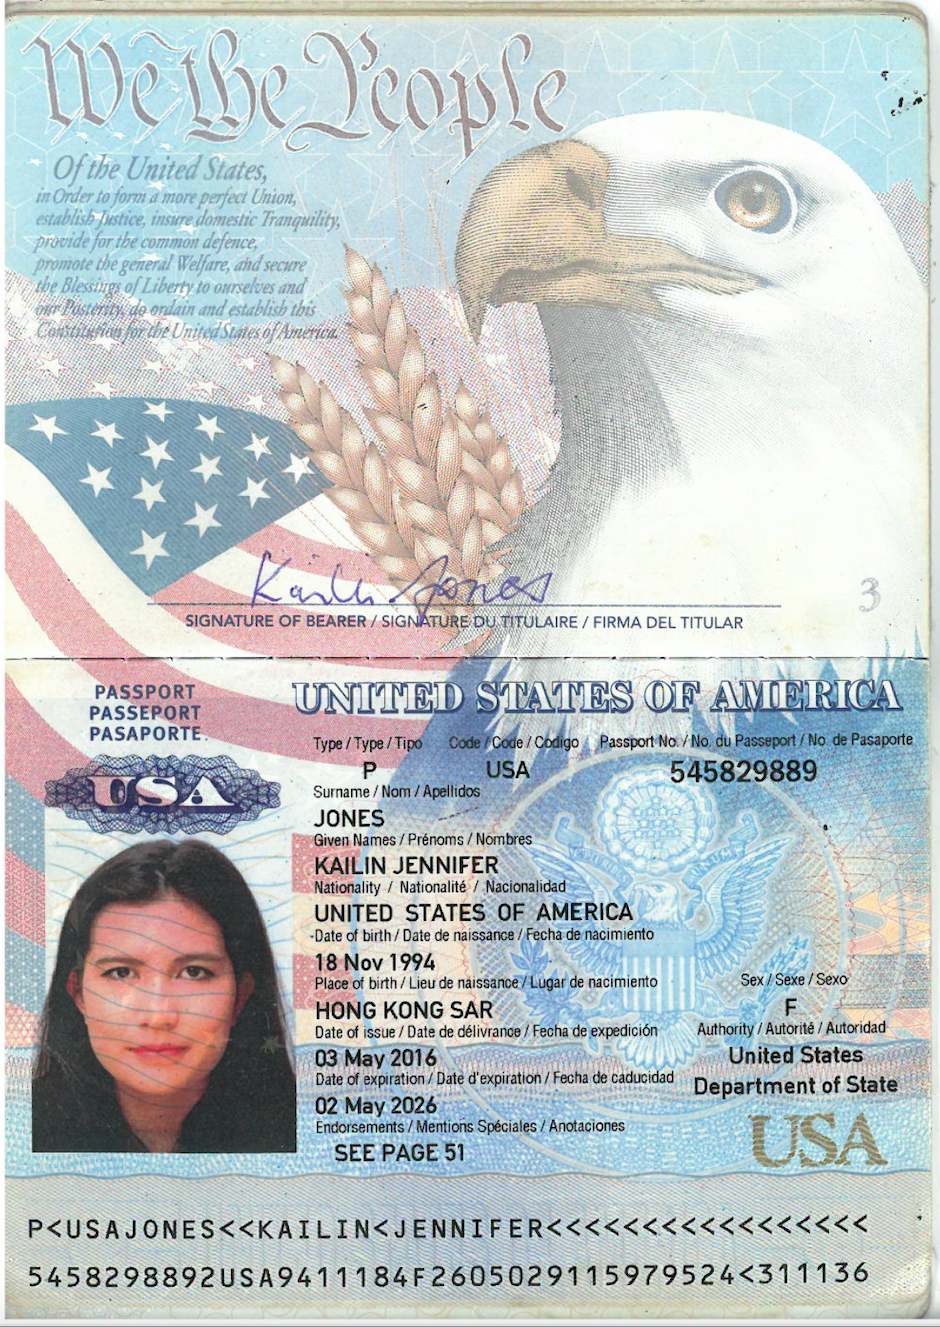 We the People
Of the United States,
in Order to form a more perfect Union,
establish Justice, insure domestic Tranquility,
provide for the common defence,
promote the general Welfare, and secure
the Blessings of Liberty to ourselves and
our Posterity, do ordain and establish this
Constitution for the United States of America.
Kailin Jones
3
SIGNATURE OF BEARER / SIGNATURE DU TITULAIRE / FIRMA DEL TITULAR
PASSPORT
PASSEPORT
PASAPORTE
USA
UNITED STATES OF AMERICA
Type / Type / Tipo Code / Code / Codigo Passport No. / No. du Passeport / No. de Pasaporte
P USA 545829889
Surname / Nom / Apellidos
JONES
Given Names / Prénoms / Nombres
KAILIN JENNIFER
Nationality / Nationalité / Nacionalidad
UNITED STATES OF AMERICA
Date of birth / Date de naissance / Fecha de nacimiento
18 Nov 1994
Place of birth / Lieu de naissance / Lugar de nacimiento Sex / Sexe / Sexo
HONG KONG SAR F
Date of issue / Date de délivrance / Fecha de expedición Authority / Autorité / Autoridad
03 May 2016 United States
Date of expiration / Date d'expiration / Fecha de caducidad Department of State
02 May 2026
Endorsements / Mentions Spéciales / Anotaciones
SEE PAGE 51
USA
P<USAJONES<<KAILIN<JENNIFER<<<<<<<<<<<<<<<<<
5458298892USA9411184F2605029115979524<311136